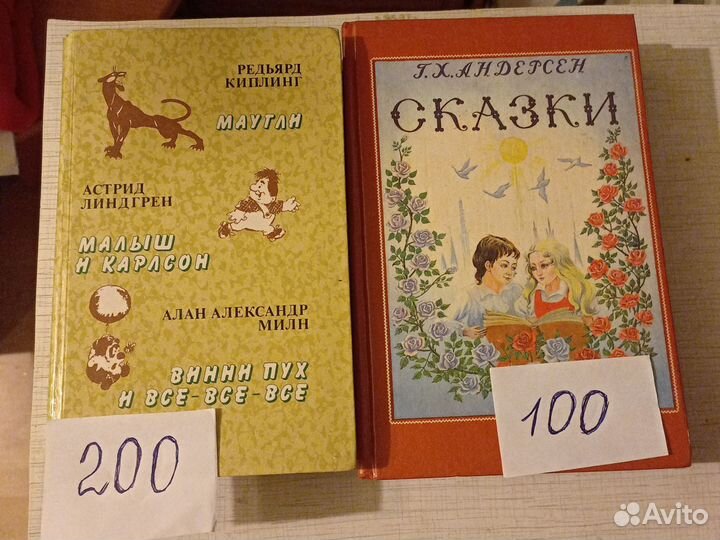 РЕДЬЯРД
КИПЛИНГ
МАУГЛИ
АСТРИД
ЛИНДГРЕН
МАЛЫШ
И КАРЛСОН
АЛАН АЛЕКСАНДР
МИЛН
ВИННИ ПУХ
И ВСЕ-ВСЕ-ВСЕ
200
Г.Х.АНДЕРСЕН
СКАЗКИ
100
Avito